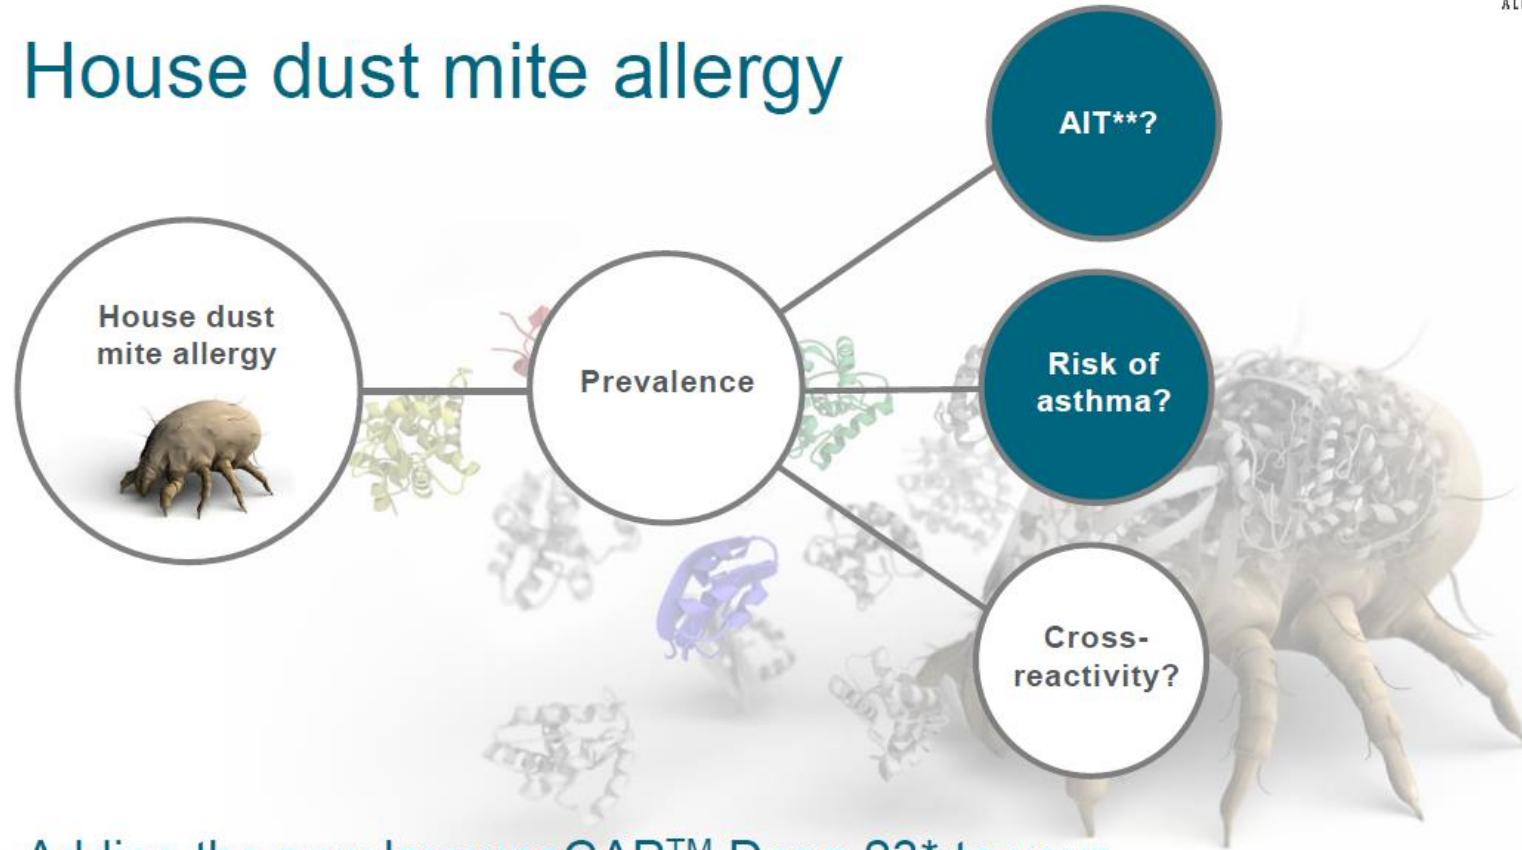 House dust mite allergy
AIT**?
House dust
mite allergy
Prevalence
Risk of
asthma?
Cross-
reactivity?